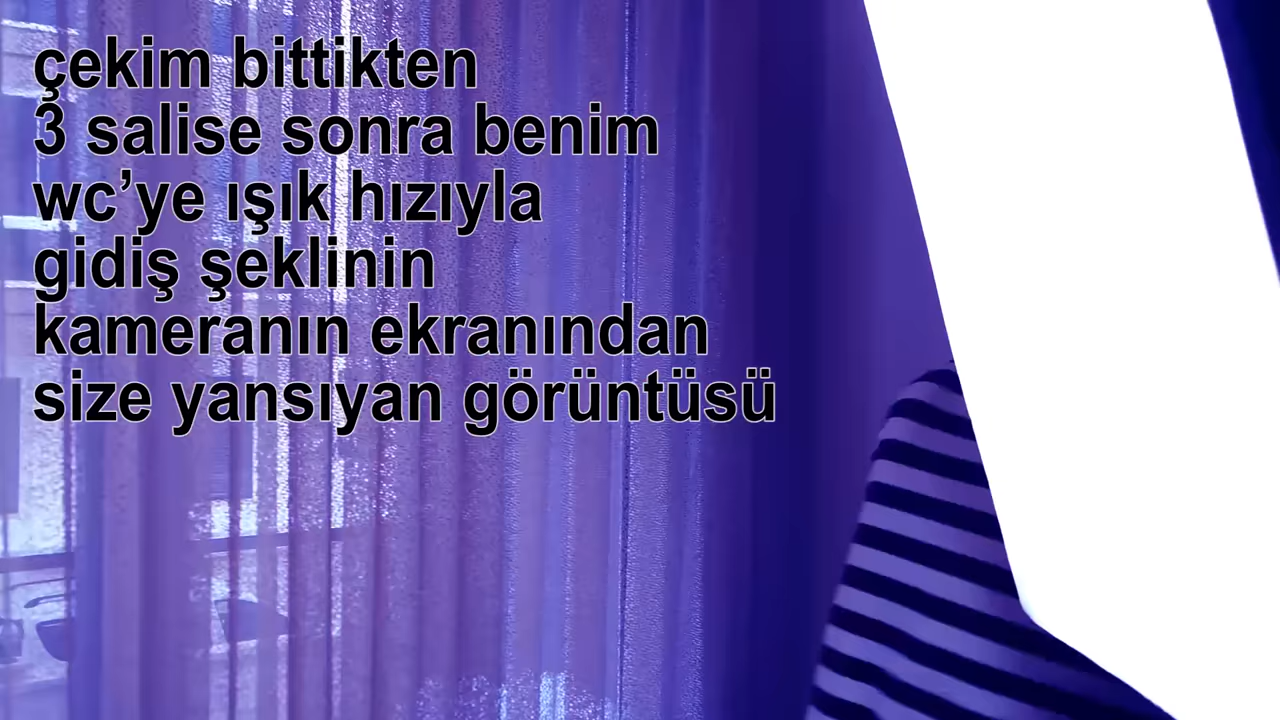 çekim bittikten
3 salise sonra benim
wc’ye ışık hızıyla
gidiş şeklinin
kameranın ekranından
size yansıyan görüntüsü